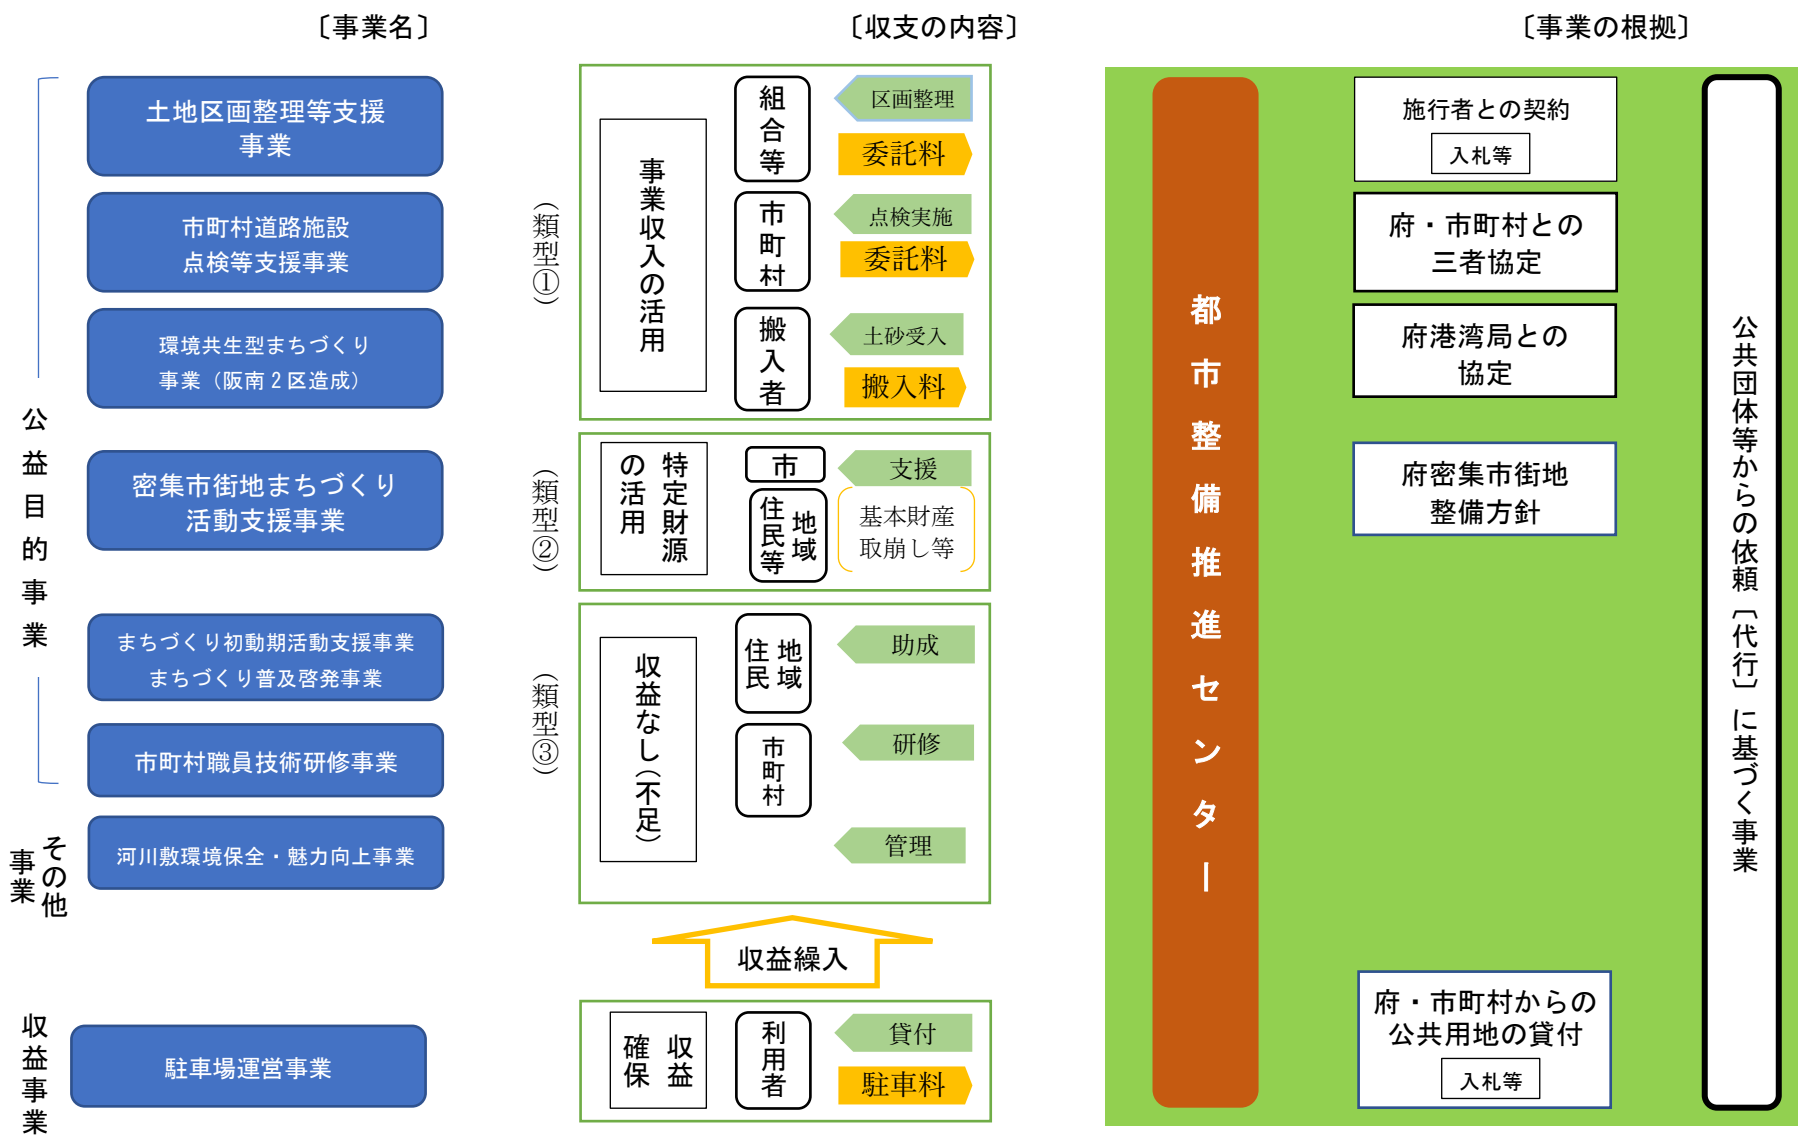 〔事業名〕
〔収支の内容〕
〔事業の根拠〕
公益目的事業
その他
事業
収益事業
土地区画整理等支援
事業
市町村道路施設
点検等支援事業
環境共生型まちづくり
事業（阪南２区造成）
密集市街地まちづくり
活動支援事業
まちづくり初動期活動支援事業
まちづくり普及啓発事業
市町村職員技術研修事業
河川敷環境保全・魅力向上事業
駐車場運営事業
（類型①）
事業収入の活用
組合等
区画整理
委託料
市町村
点検実施
委託料
搬入者
土砂受入
搬入料
（類型②）
特定財源
の活用
市
支援
地域
住民等
基本財産
取崩し等
（類型③）
収益なし（不足）
地域
住民
助成
市町村
研修
管理
収益繰入
収益
確保
利用者
貸付
駐車料
都市整備推進センター
施行者との契約
入札等
府・市町村との
三者協定
府港湾局との
協定
府密集市街地
整備方針
府・市町村からの
公共用地の貸付
入札等
公共団体等からの依頼〔代行〕に基づく事業